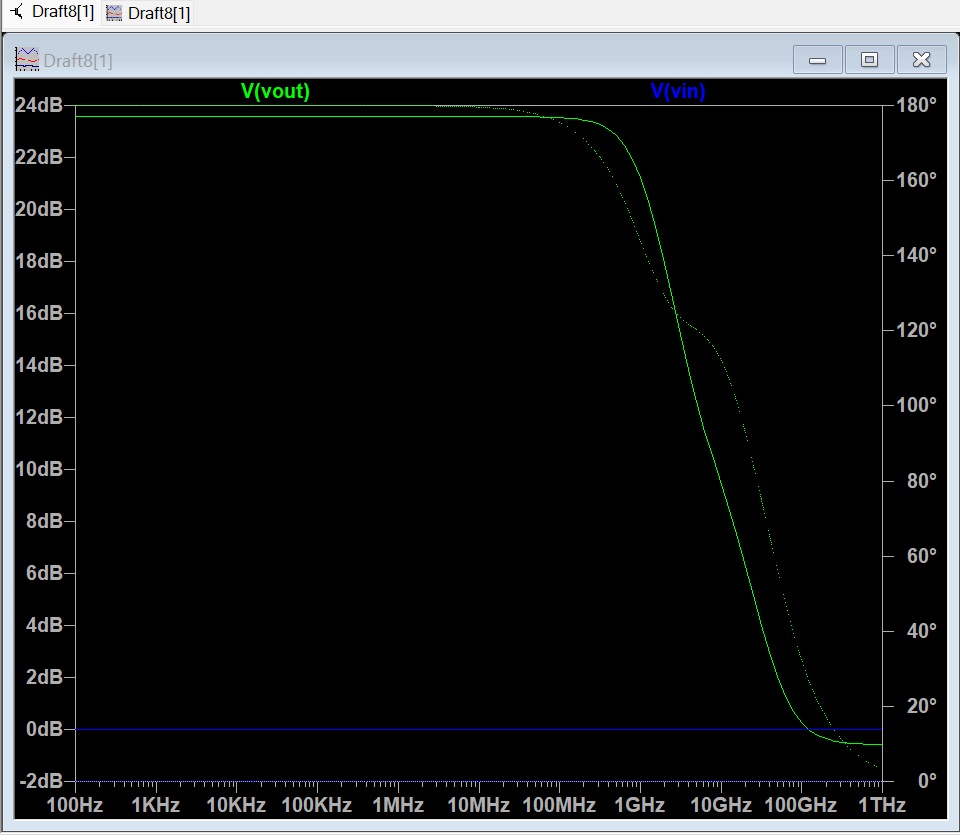 Draft8[1] Draft8[1]
Draft8[1]
V(vout) V(vin)
24dB 180°
22dB
160°
20dB
18dB 140°
16dB
120°
14dB
12dB 100°
10dB
80°
8dB
60°
6dB
4dB 40°
2dB
20°
0dB
-2dB 0°
100Hz 1KHz 10KHz 100KHz 1MHz 10MHz 100MHz 1GHz 10GHz 100GHz 1THz